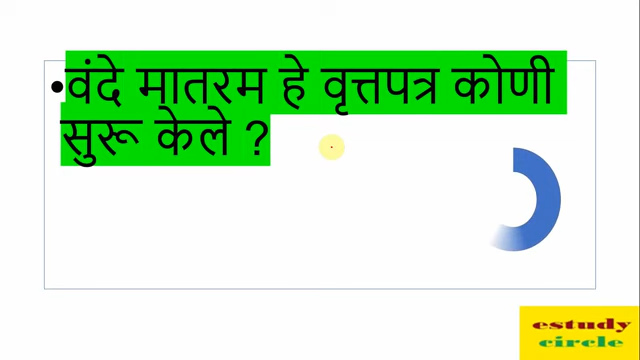 •वंदे मातरम हे वृत्तपत्र कोणी
सुरू केले ?
estudy
circle